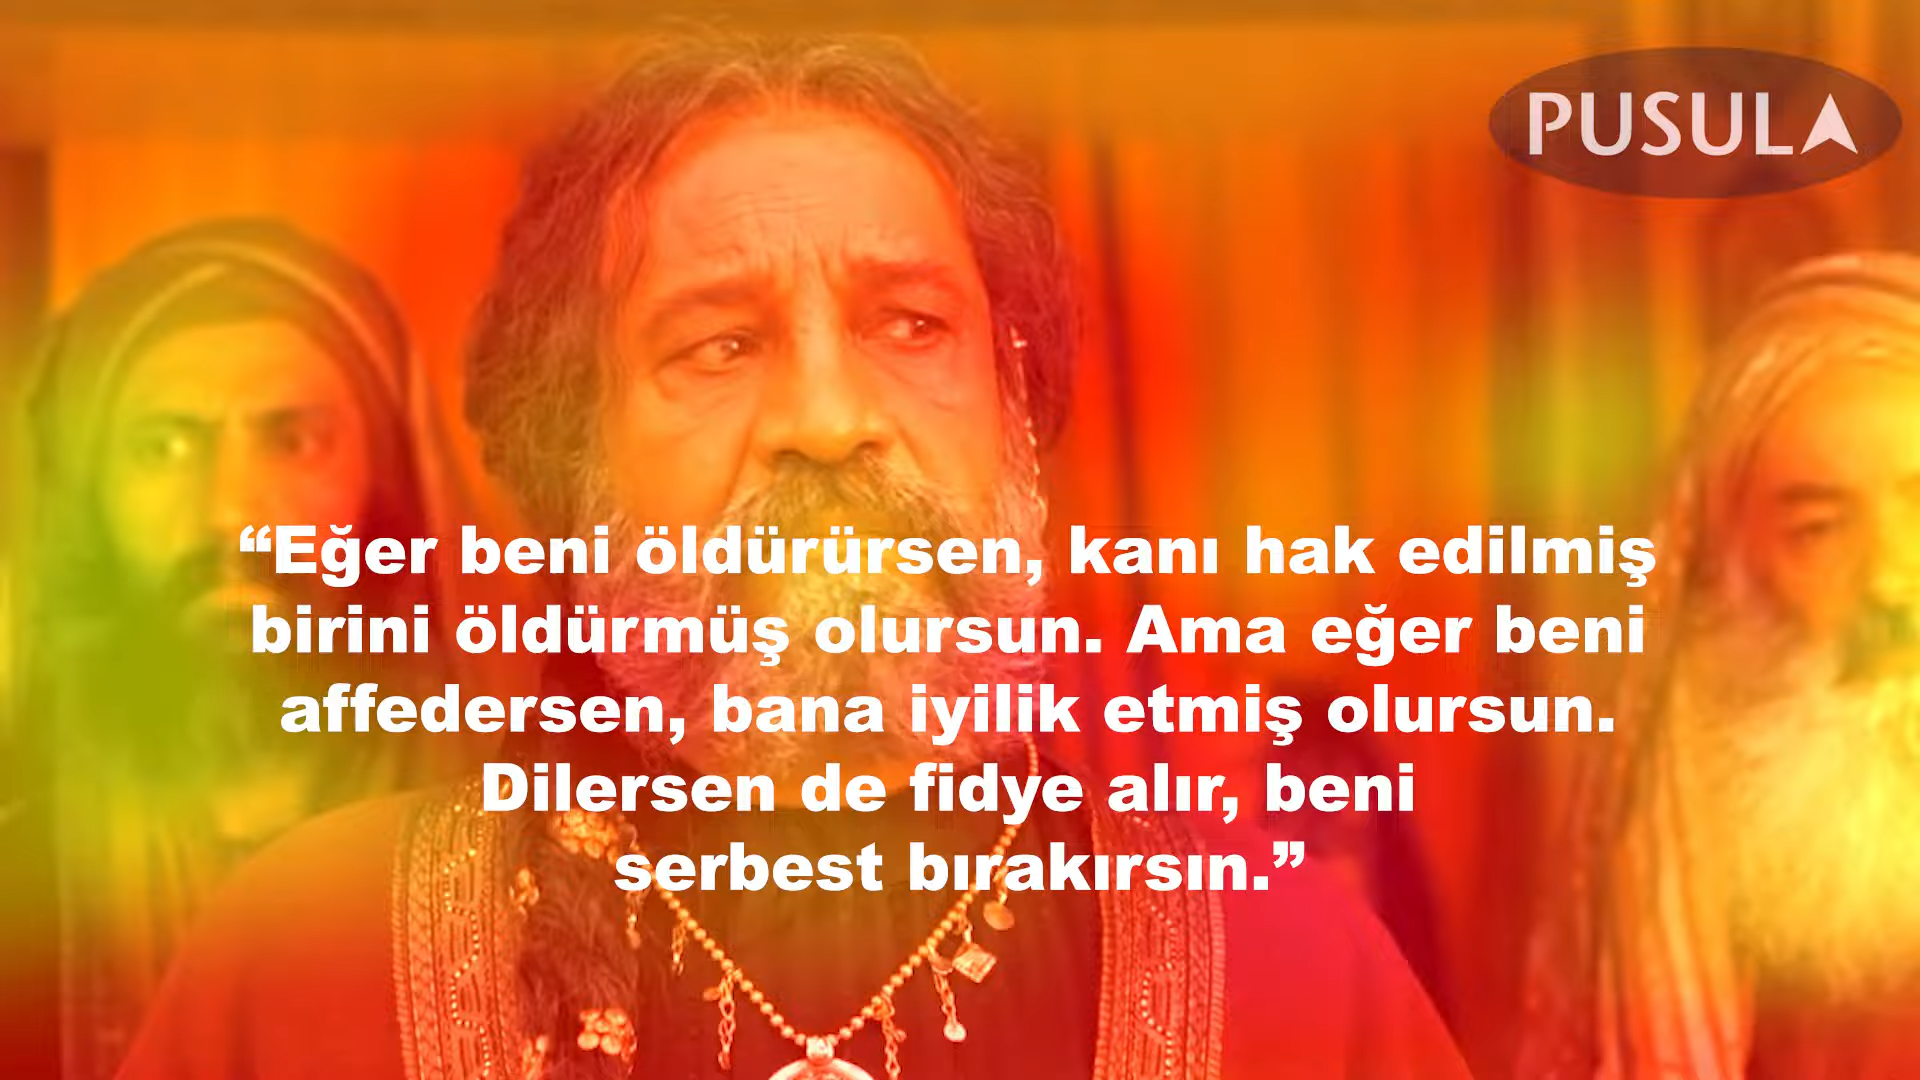 PUSULA
“Eğer beni öldürürsen, kanı hak edilmiş
birini öldürmüş olursun. Ama eğer beni
affedersen, bana iyilik etmiş olursun.
Dilersen de fidye alır, beni
serbest bırakırsın.”